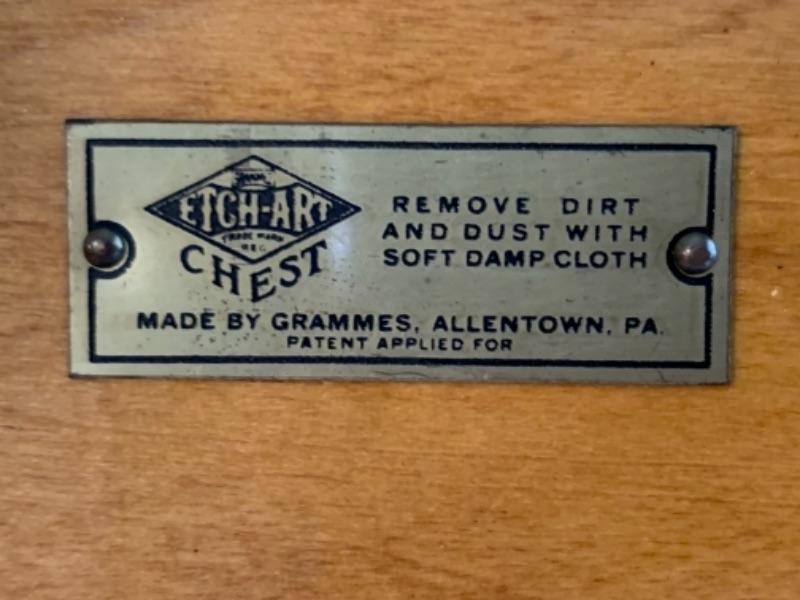 ETCH-ART
TRADE MARK
REG.
CHEST
REMOVE DIRT
AND DUST WITH
SOFT DAMP CLOTH
MADE BY GRAMMES, ALLENTOWN, PA.
PATENT APPLIED FOR